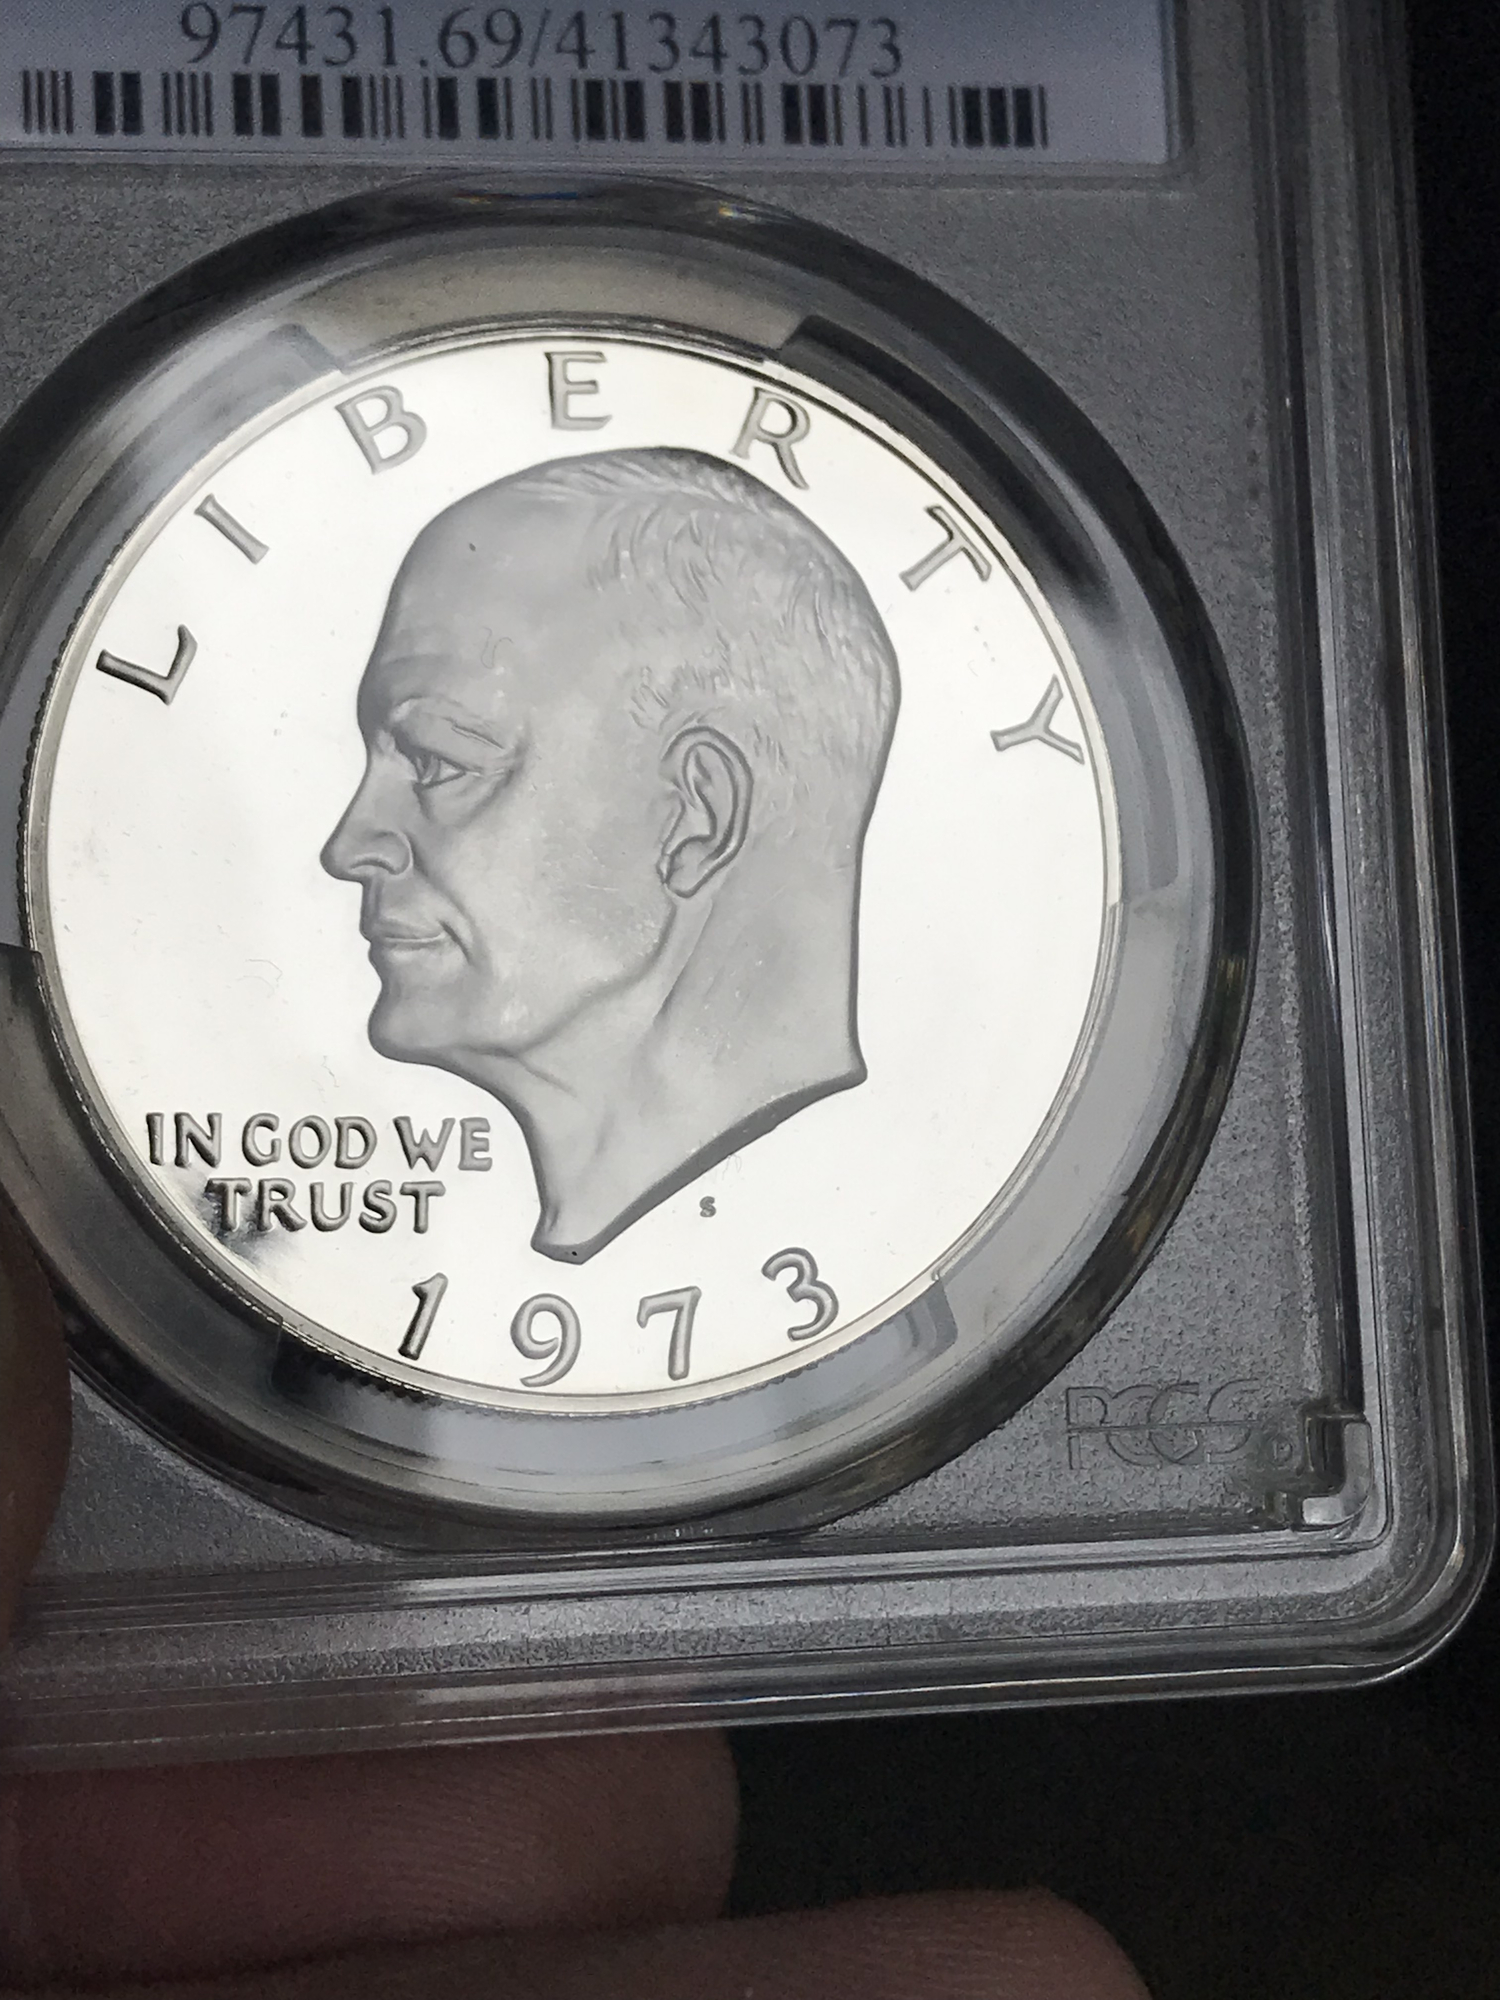 97431.69/41343073
LIBERTY
IN GOD WE
TRUST
S
1973
PCGS